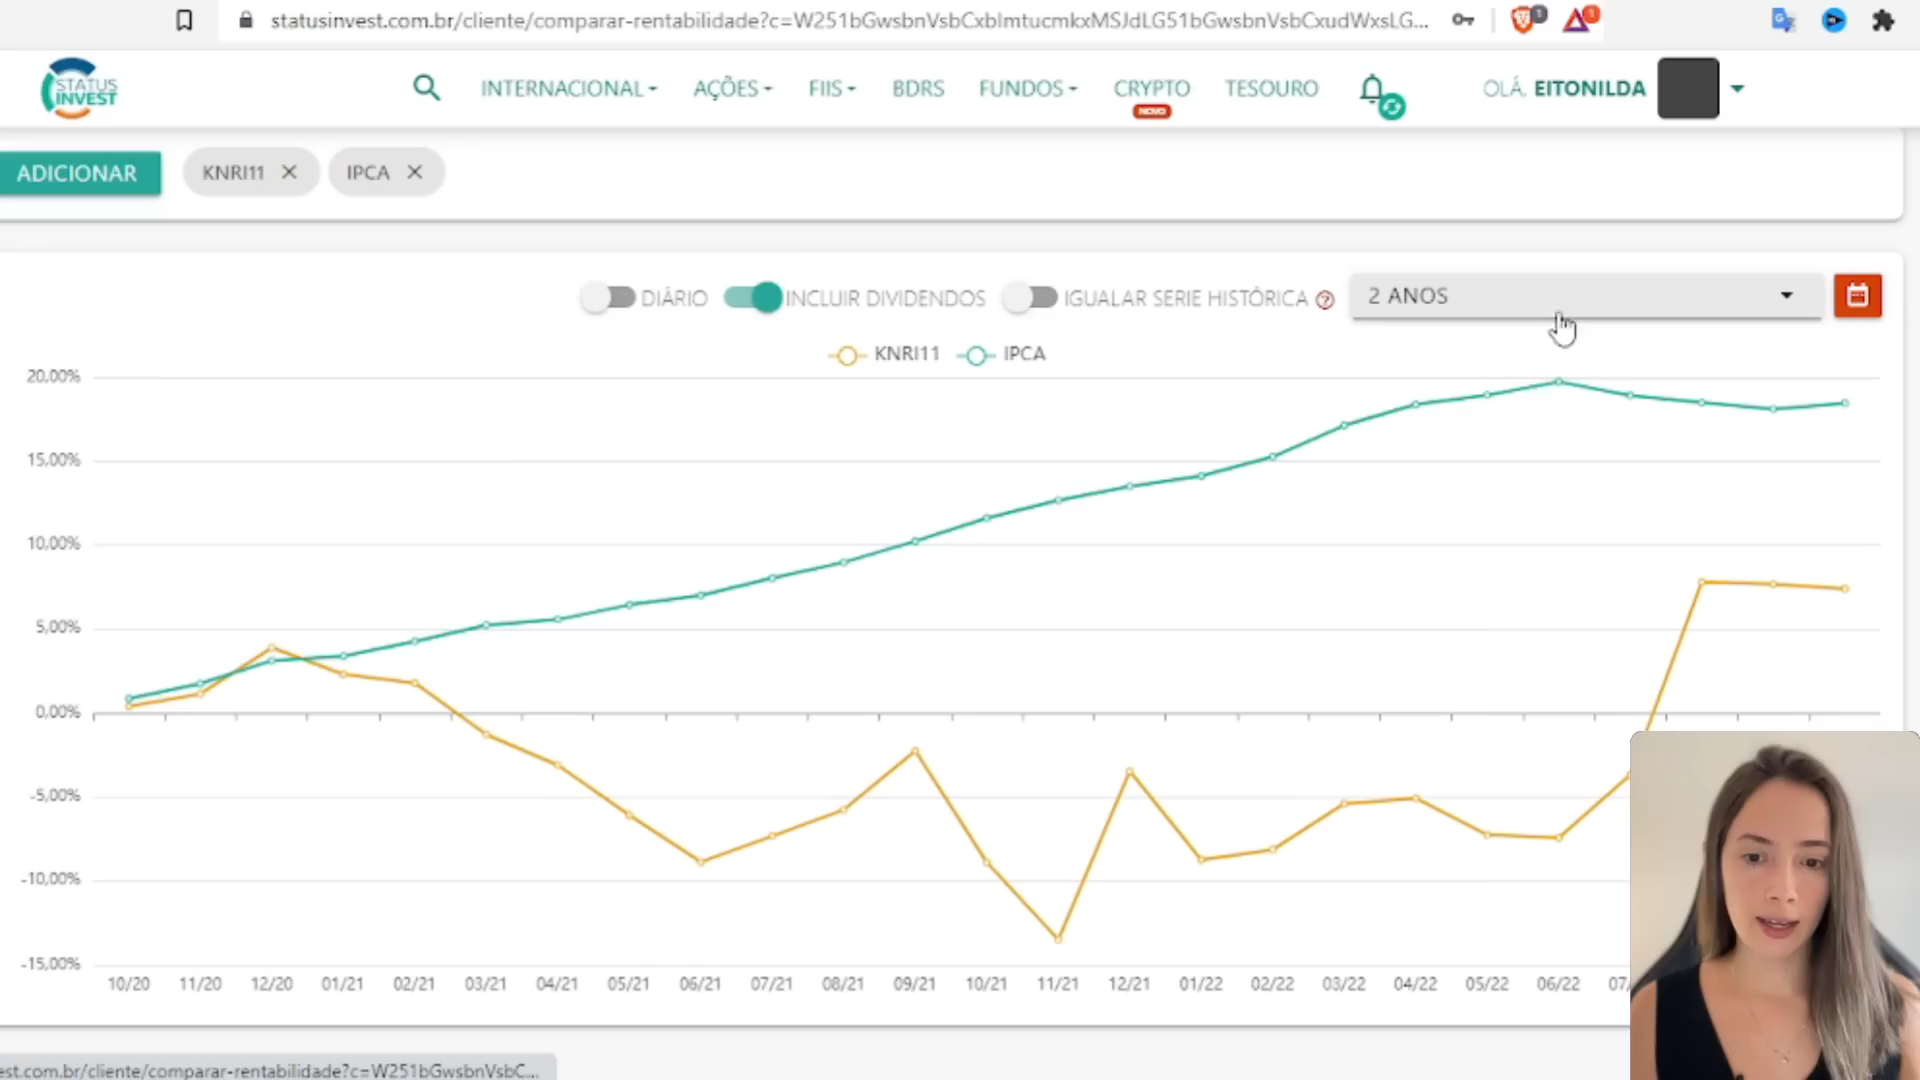 statusinvest.com.br/cliente/comparar-rentabilidade?c=W251bGwsbnVsbCxbImtucmkxMSJdLG51bGwsbnVsbCxudWxsLG...
1
1
STATUS
INVEST
INTERNACIONAL
AÇÕES
FIIS
BDRS
FUNDOS
CRYPTO
NOVO
TESOURO
OLÁ, EITONILDA
ADICIONAR
KNRI11
IPCA
DIÁRIO
INCLUIR DIVIDENDOS
IGUALAR SERIE HISTÓRICA ?
2 ANOS
KNRI11
IPCA
20,00%
15,00%
10,00%
5,00%
0,00%
-5,00%
-10,00%
-15,00%
10/20 11/20 12/20 01/21 02/21 03/21 04/21 05/21 06/21 07/21 08/21 09/21 10/21 11/21 12/21 01/22 02/22 03/22 04/22 05/22 06/22 07/
est.com.br/cliente/comparar-rentabilidade?c=W251bGwsbnVsbC...